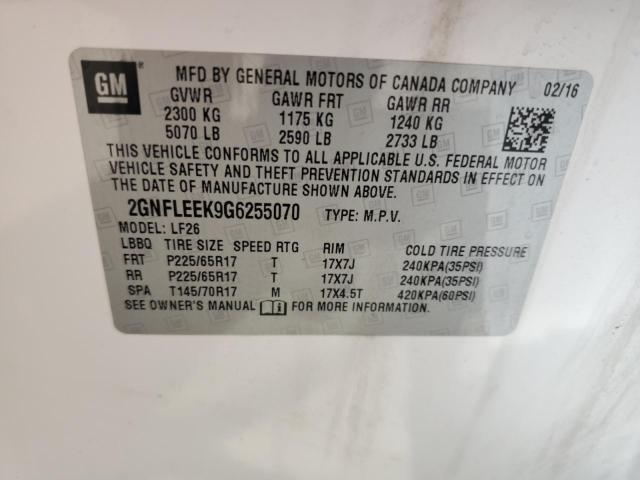 GM ®
MFD BY GENERAL MOTORS OF CANADA COMPANY 02/16
GVWR GAWR FRT GAWR RR
2300 KG 1175 KG 1240 KG
5070 LB 2590 LB 2733 LB
THIS VEHICLE CONFORMS TO ALL APPLICABLE U.S. FEDERAL MOTOR
VEHICLE SAFETY AND THEFT PREVENTION STANDARDS IN EFFECT ON
THE DATE OF MANUFACTURE SHOWN ABOVE.
2GNFLEEK9G6255070 TYPE: M.P.V.
MODEL: LF26
LBBQ TIRE SIZE SPEED RTG RIM COLD TIRE PRESSURE
FRT P225/65R17 T 17X7J 240KPA(35PSI)
RR P225/65R17 T 17X7J 240KPA(35PSI)
SPA T145/70R17 M 17X4.5T 420KPA(60PSI)
SEE OWNER'S MANUAL FOR MORE INFORMATION.